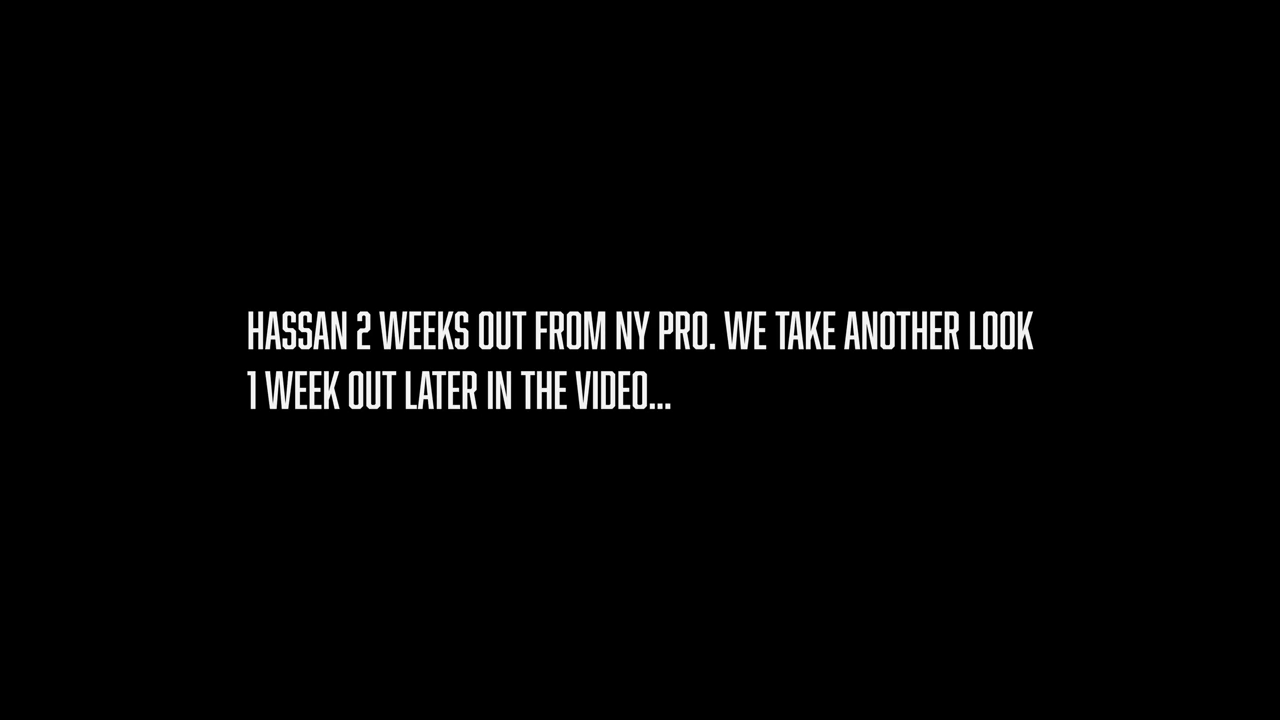 HASSAN 2 WEEKS OUT FROM NY PRO. WE TAKE ANOTHER LOOK
1 WEEK OUT LATER IN THE VIDEO...